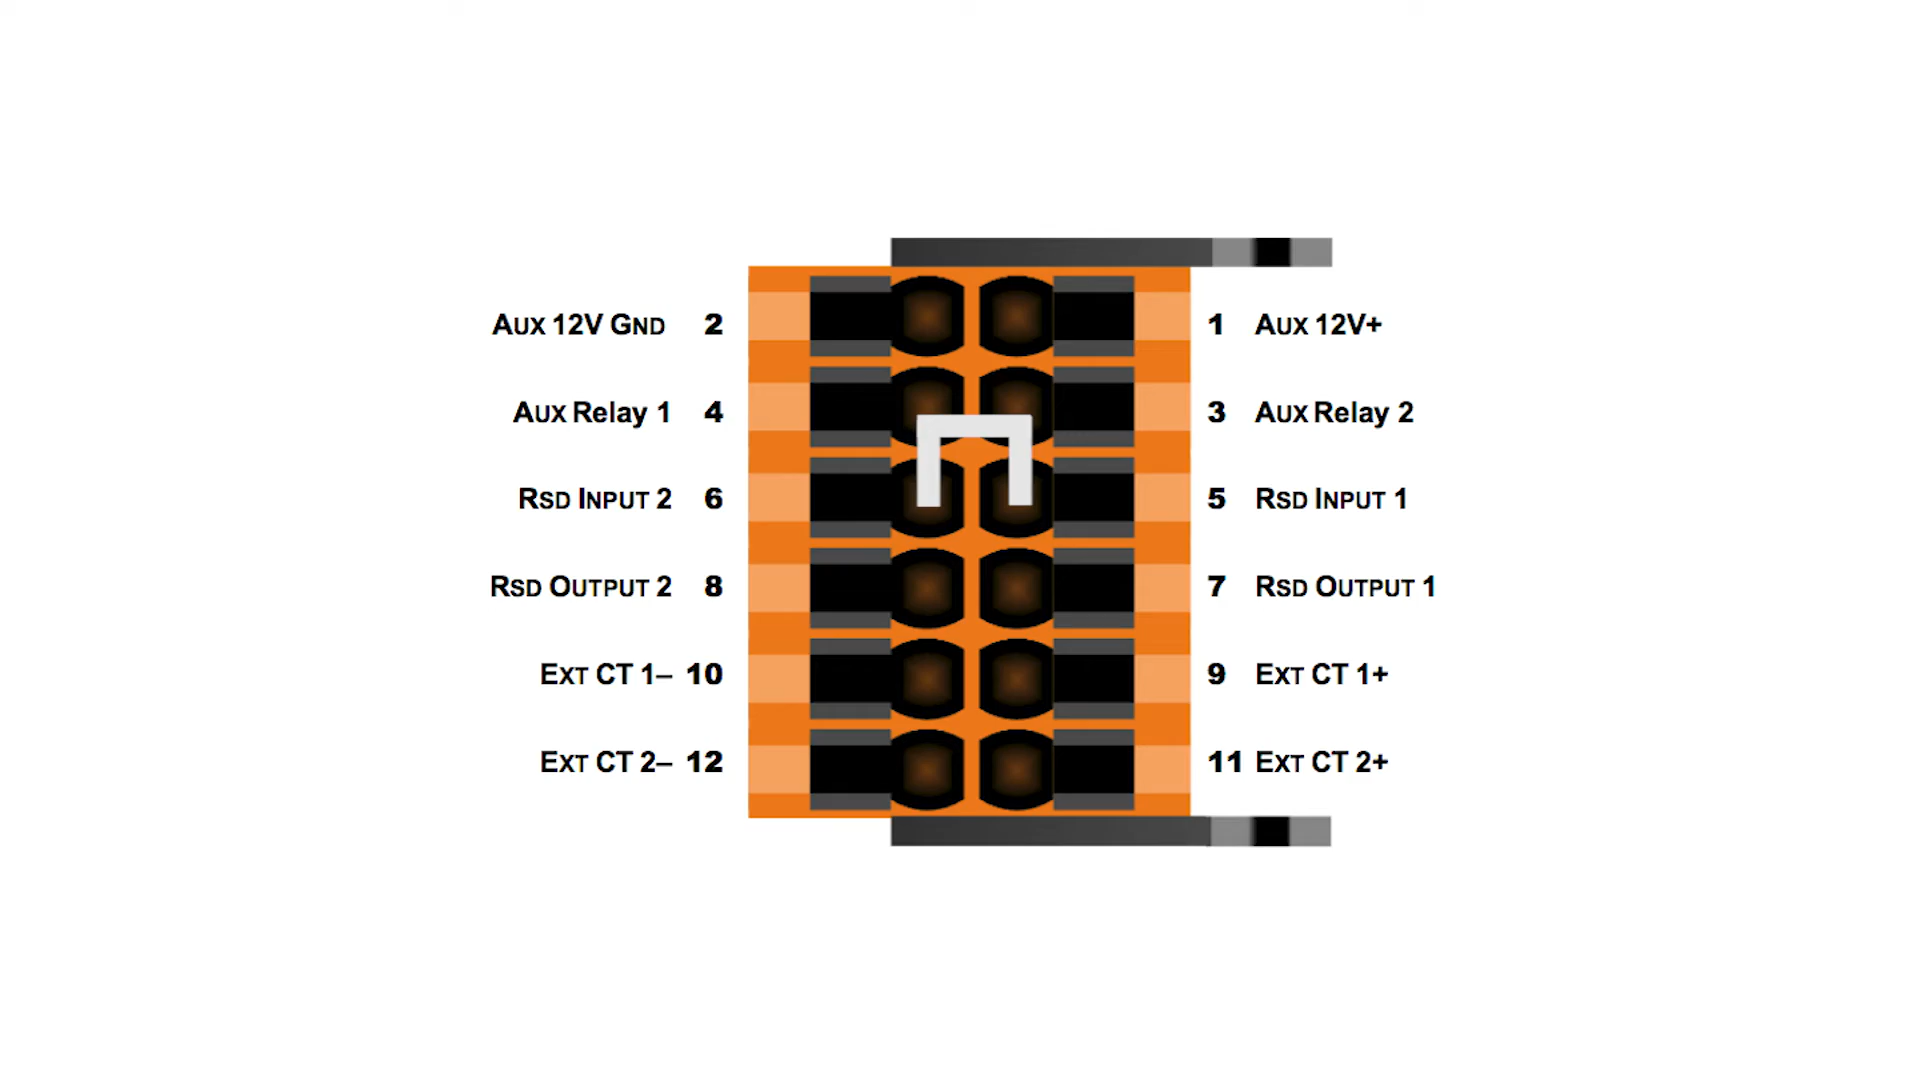 Aux 12V Gnd 2 1 Aux 12V+
Aux Relay 1 4 3 Aux Relay 2
Rsd Input 2 6 5 Rsd Input 1
Rsd Output 2 8 7 Rsd Output 1
Ext CT 1– 10 9 Ext CT 1+
Ext CT 2– 12 11 Ext CT 2+